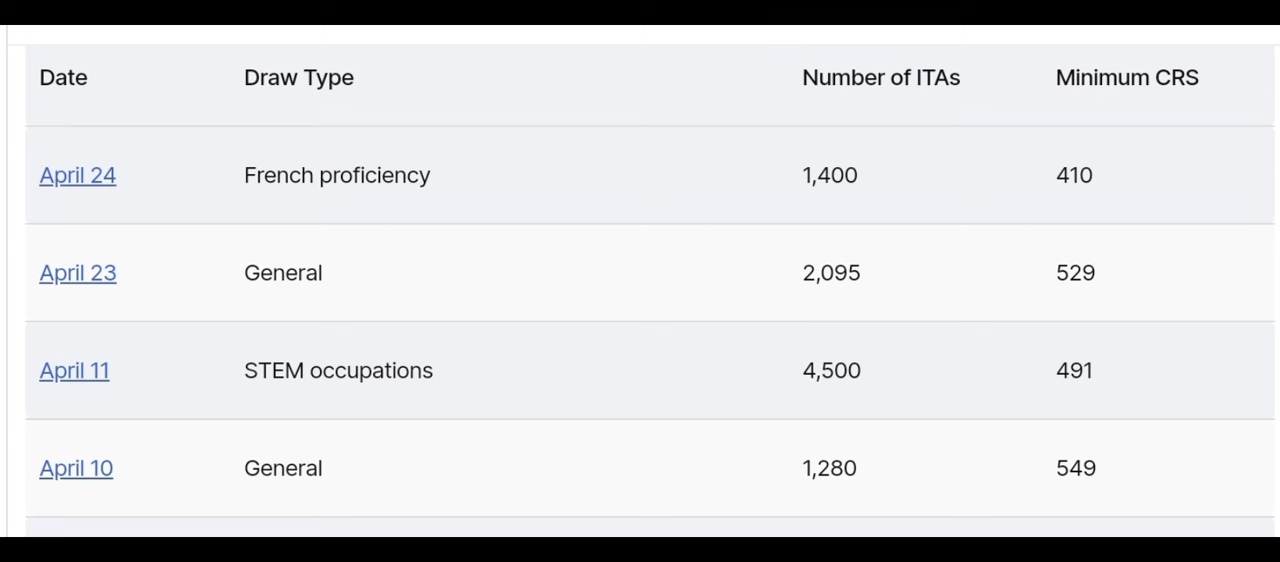 Date Draw Type Number of ITAs Minimum CRS
April 24 French proficiency 1,400 410
April 23 General 2,095 529
April 11 STEM occupations 4,500 491
April 10 General 1,280 549